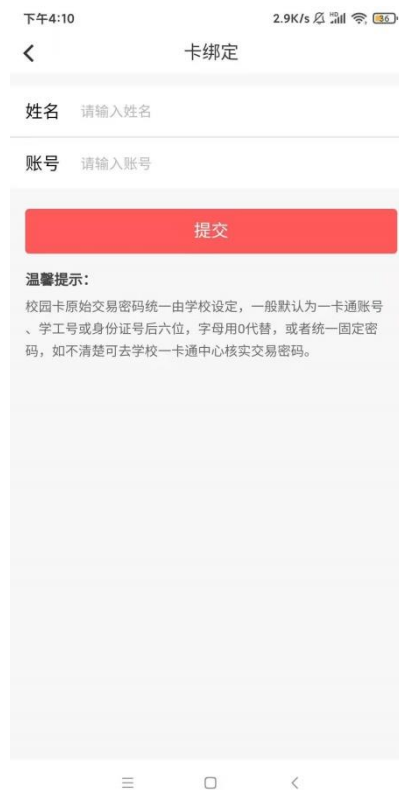 下午4:10 2.9K/s HD 36
卡绑定
姓名 请输入姓名
账号 请输入账号
提交
温馨提示：
校园卡原始交易密码统一由学校设定，一般默认为一卡通账号
、学工号或身份证号后六位，字母用0代替，或者统一固定密
码，如不清楚可去学校一卡通中心核实交易密码。